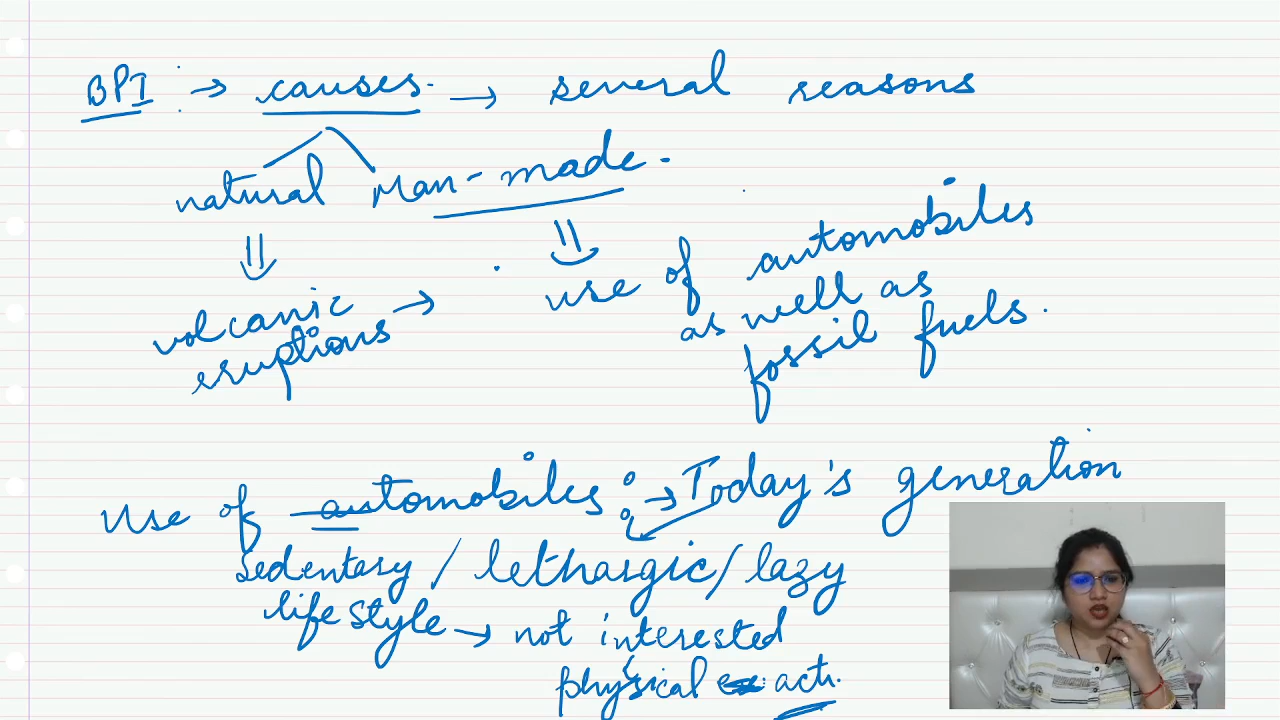 BPI → causes. → several reasons
natural Man-made.
volcanic eruptions →
use of automobiles
as well as
fossil fuels.
Use of automobiles : → Today's generation
Sedentary / lethargic / lazy
life style → not interested
physical acti.